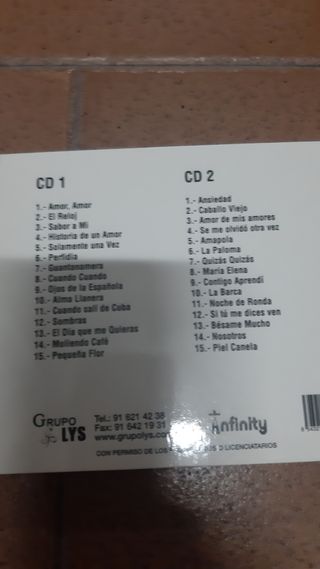 CD 1
1.- Amor, Amor
2.- El Reloj
3.- Sabor a Mi
4.- Historia de un Amor
5.- Solamente una Vez
6.- Perfidia
7.- Guantanamera
8.- Cuando Cuando
9.- Ojos de la Española
10.- Alma Llanera
11.- Cuando salí de Cuba
12.- Sombras
13.- El Día que me Quieras
14.- Moliendo Café
15.- Pequeña Flor
CD 2
1.- Ansiedad
2.- Caballo Viejo
3.- Amor de mis amores
4.- Se me olvidó otra vez
5.- Amapola
6.- La Paloma
7.- Quizás Quizás
8.- María Elena
9.- Contigo Aprendí
10.- La Barca
11.- Noche de Ronda
12.- Si tú me dices ven
13.- Bésame Mucho
14.- Nosotros
15.- Piel Canela
GRUPO LYS
Tel.: 91 621 42 38
Fax: 91 642 19 31
www.grupolys.com
infinity
CON PERMISO DE LOS O LICENCIATARIOS